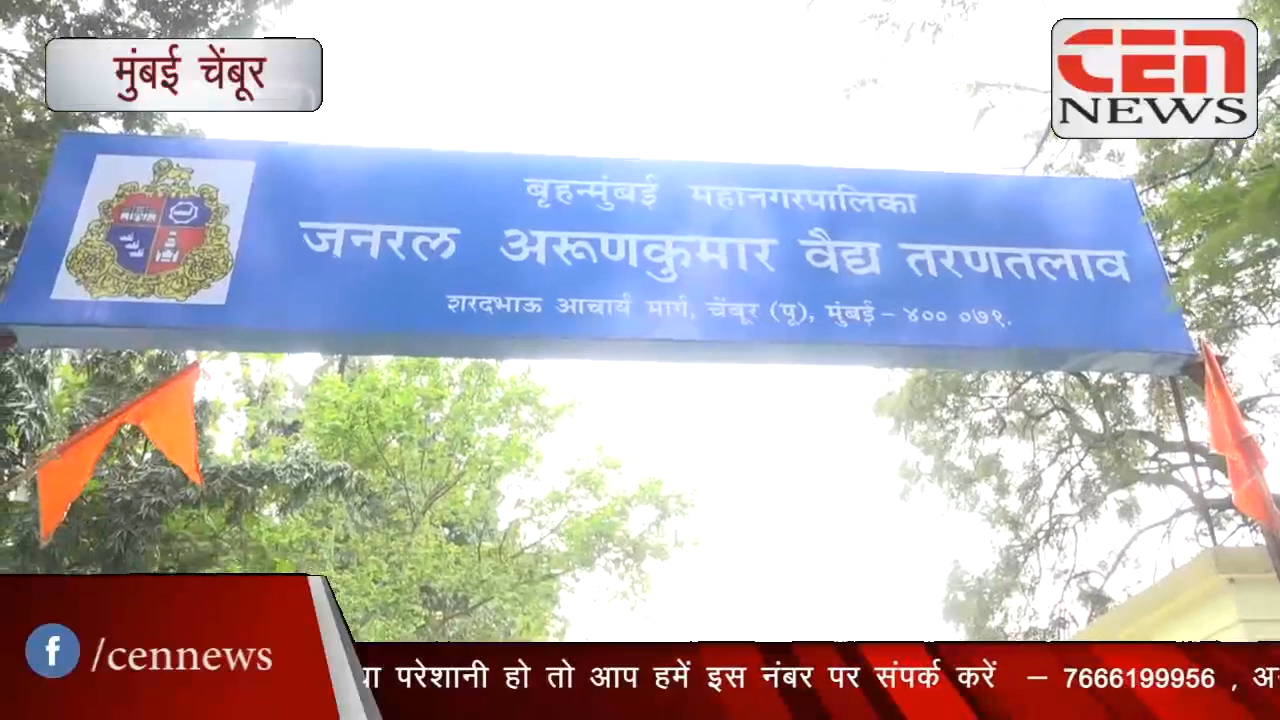 मुंबई चेंबूर
CEN
NEWS
बृहन्मुंबई महानगरपालिका
जनरल अरूणकुमार वैद्य तरणतलाव
शरदभाऊ आचार्य मार्ग, चेंबूर (पू), मुंबई - ४०० ०७१.
f /cennews
परेशानी हो तो आप हमें इस नंबर पर संपर्क करें – 7666199956 ,